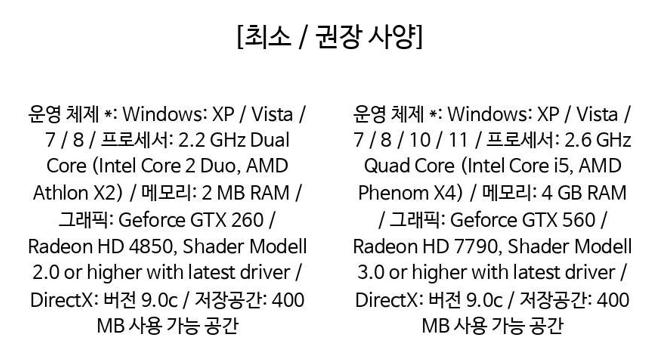 [최소 / 권장 사양]
운영 체제 *: Windows: XP / Vista /
7 / 8 / 프로세서: 2.2 GHz Dual
Core (Intel Core 2 Duo, AMD
Athlon X2) / 메모리: 2 MB RAM /
그래픽: Geforce GTX 260 /
Radeon HD 4850, Shader Modell
2.0 or higher with latest driver /
DirectX: 버전 9.0c / 저장공간: 400
MB 사용 가능 공간
운영 체제 *: Windows: XP / Vista /
7 / 8 / 10 / 11 / 프로세서: 2.6 GHz
Quad Core (Intel Core i5, AMD
Phenom X4) / 메모리: 4 GB RAM
/ 그래픽: Geforce GTX 560 /
Radeon HD 7790, Shader Modell
3.0 or higher with latest driver /
DirectX: 버전 9.0c / 저장공간: 400
MB 사용 가능 공간